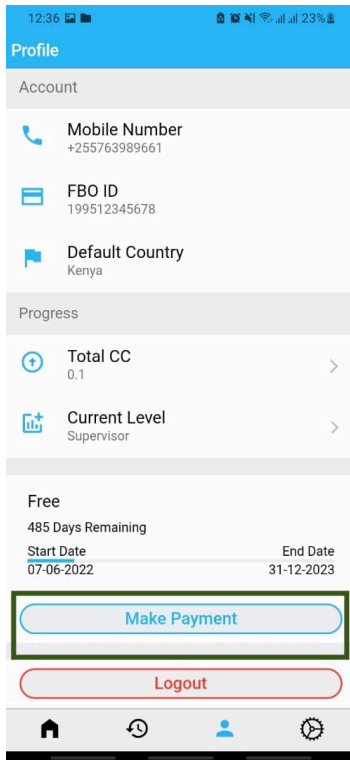 12:36
23%
Profile
Account
Mobile Number
+255763989661
FBO ID
199512345678
Default Country
Kenya
Progress
Total CC
0.1
Current Level
Supervisor
Free
485 Days Remaining
Start Date End Date
07-06-2022 31-12-2023
Make Payment
Logout